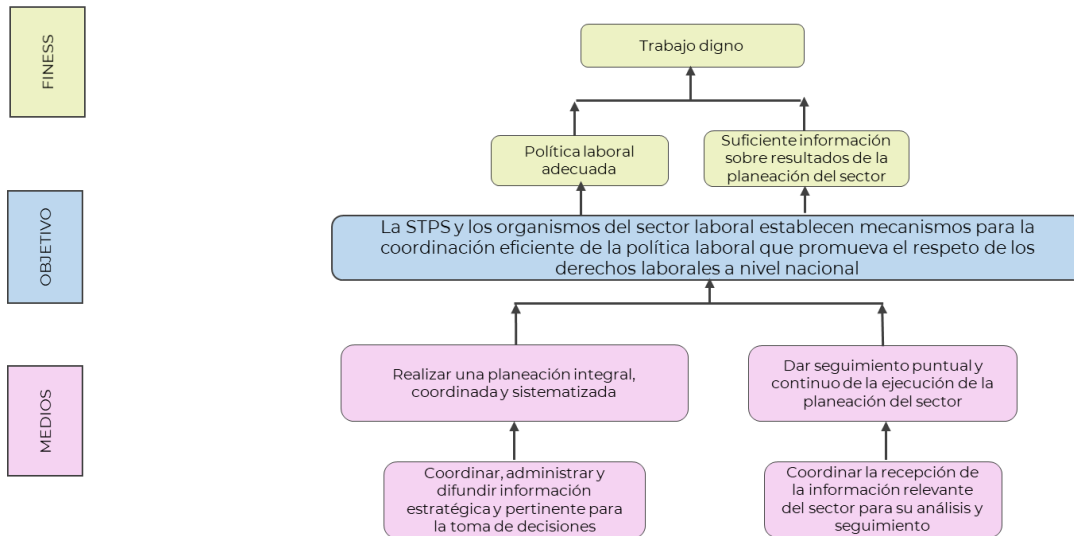 FINESS
Trabajo digno
Política laboral
adecuada
Suficiente información
sobre resultados de la
planeación del sector
OBJETIVO
La STPS y los organismos del sector laboral establecen mecanismos para la
coordinación eficiente de la política laboral que promueva el respeto de los
derechos laborales a nivel nacional
MEDIOS
Realizar una planeación integral,
coordinada y sistematizada
Dar seguimiento puntual y
continuo de la ejecución de la
planeación del sector
Coordinar, administrar y
difundir información
estratégica y pertinente para
la toma de decisiones
Coordinar la recepción de
la información relevante
del sector para su análisis y
seguimiento